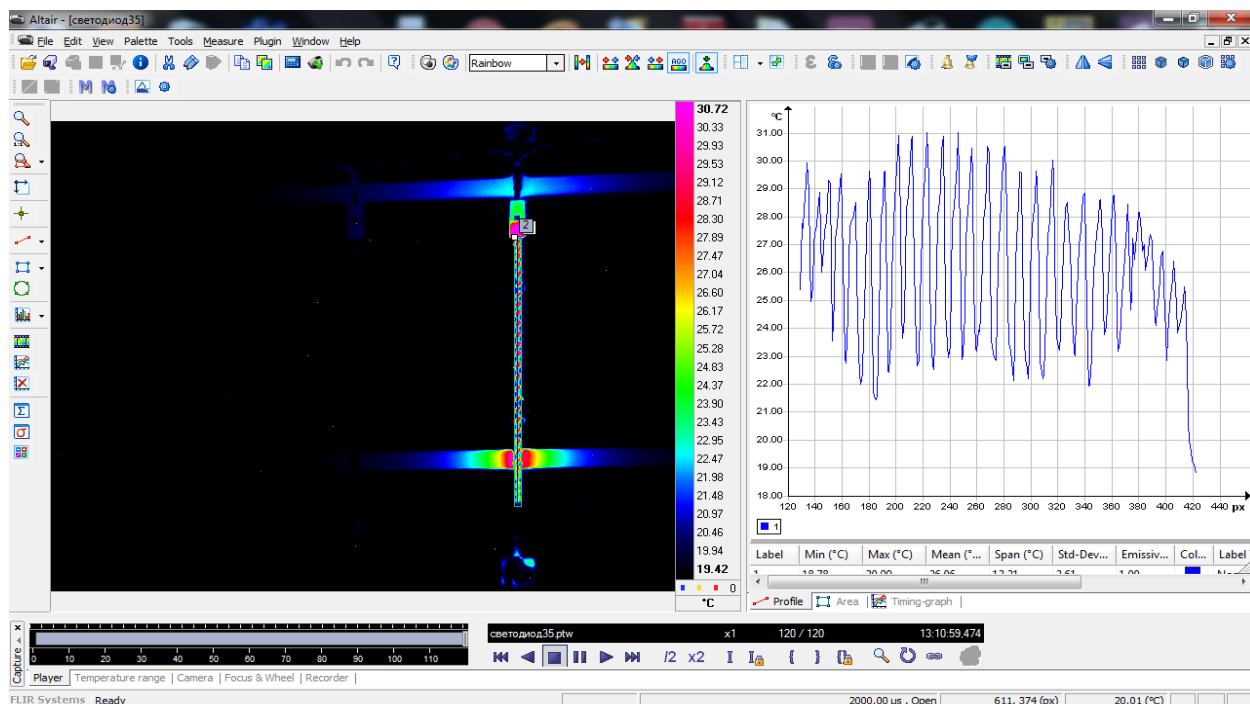 Altair - [светодиод35]
File Edit View Palette Tools Measure Plugin Window Help
Rainbow
AGO
30.72
30.33
29.93
29.53
29.12
28.71
28.30
27.89
27.47
27.04
26.60
26.17
25.72
25.28
24.83
24.37
23.90
23.43
22.95
22.47
21.98
21.48
20.97
20.46
19.94
19.42
0
°C
2
°C
31.00
30.00
29.00
28.00
27.00
26.00
25.00
24.00
23.00
22.00
21.00
20.00
19.00
18.00
120 140 160 180 200 220 240 260 280 300 320 340 360 380 400 420 440 px
1
Label Min (°C) Max (°C) Mean (°... Span (°C) Std-Dev... Emissiv... Col... Label
Profile Area Timing-graph
Capture
0 10 20 30 40 50 60 70 80 90 100 110
светодиод35.ptw x1 120 / 120 13:10:59,474
/2 x2
Player Temperature range Camera Focus & Wheel Recorder
FLIR Systems Ready 2000.00 us , Open 611, 374 (px) 20.01 (°C)